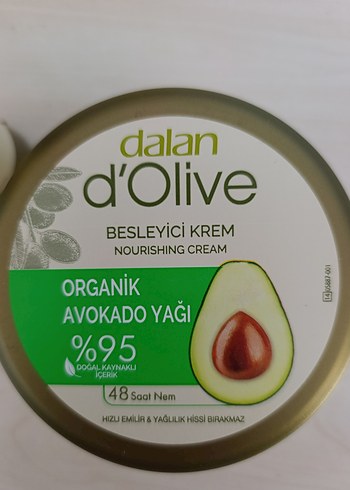 dalan
d'Olive
BESLEYİCİ KREM
NOURISHING CREAM
ORGANİK
AVOKADO YAĞI
%95
DOĞAL KAYNAKLI
İÇERİK
48 Saat Nem
HIZLI EMİLİR & YAĞLILIK HİSSİ BIRAKMAZ